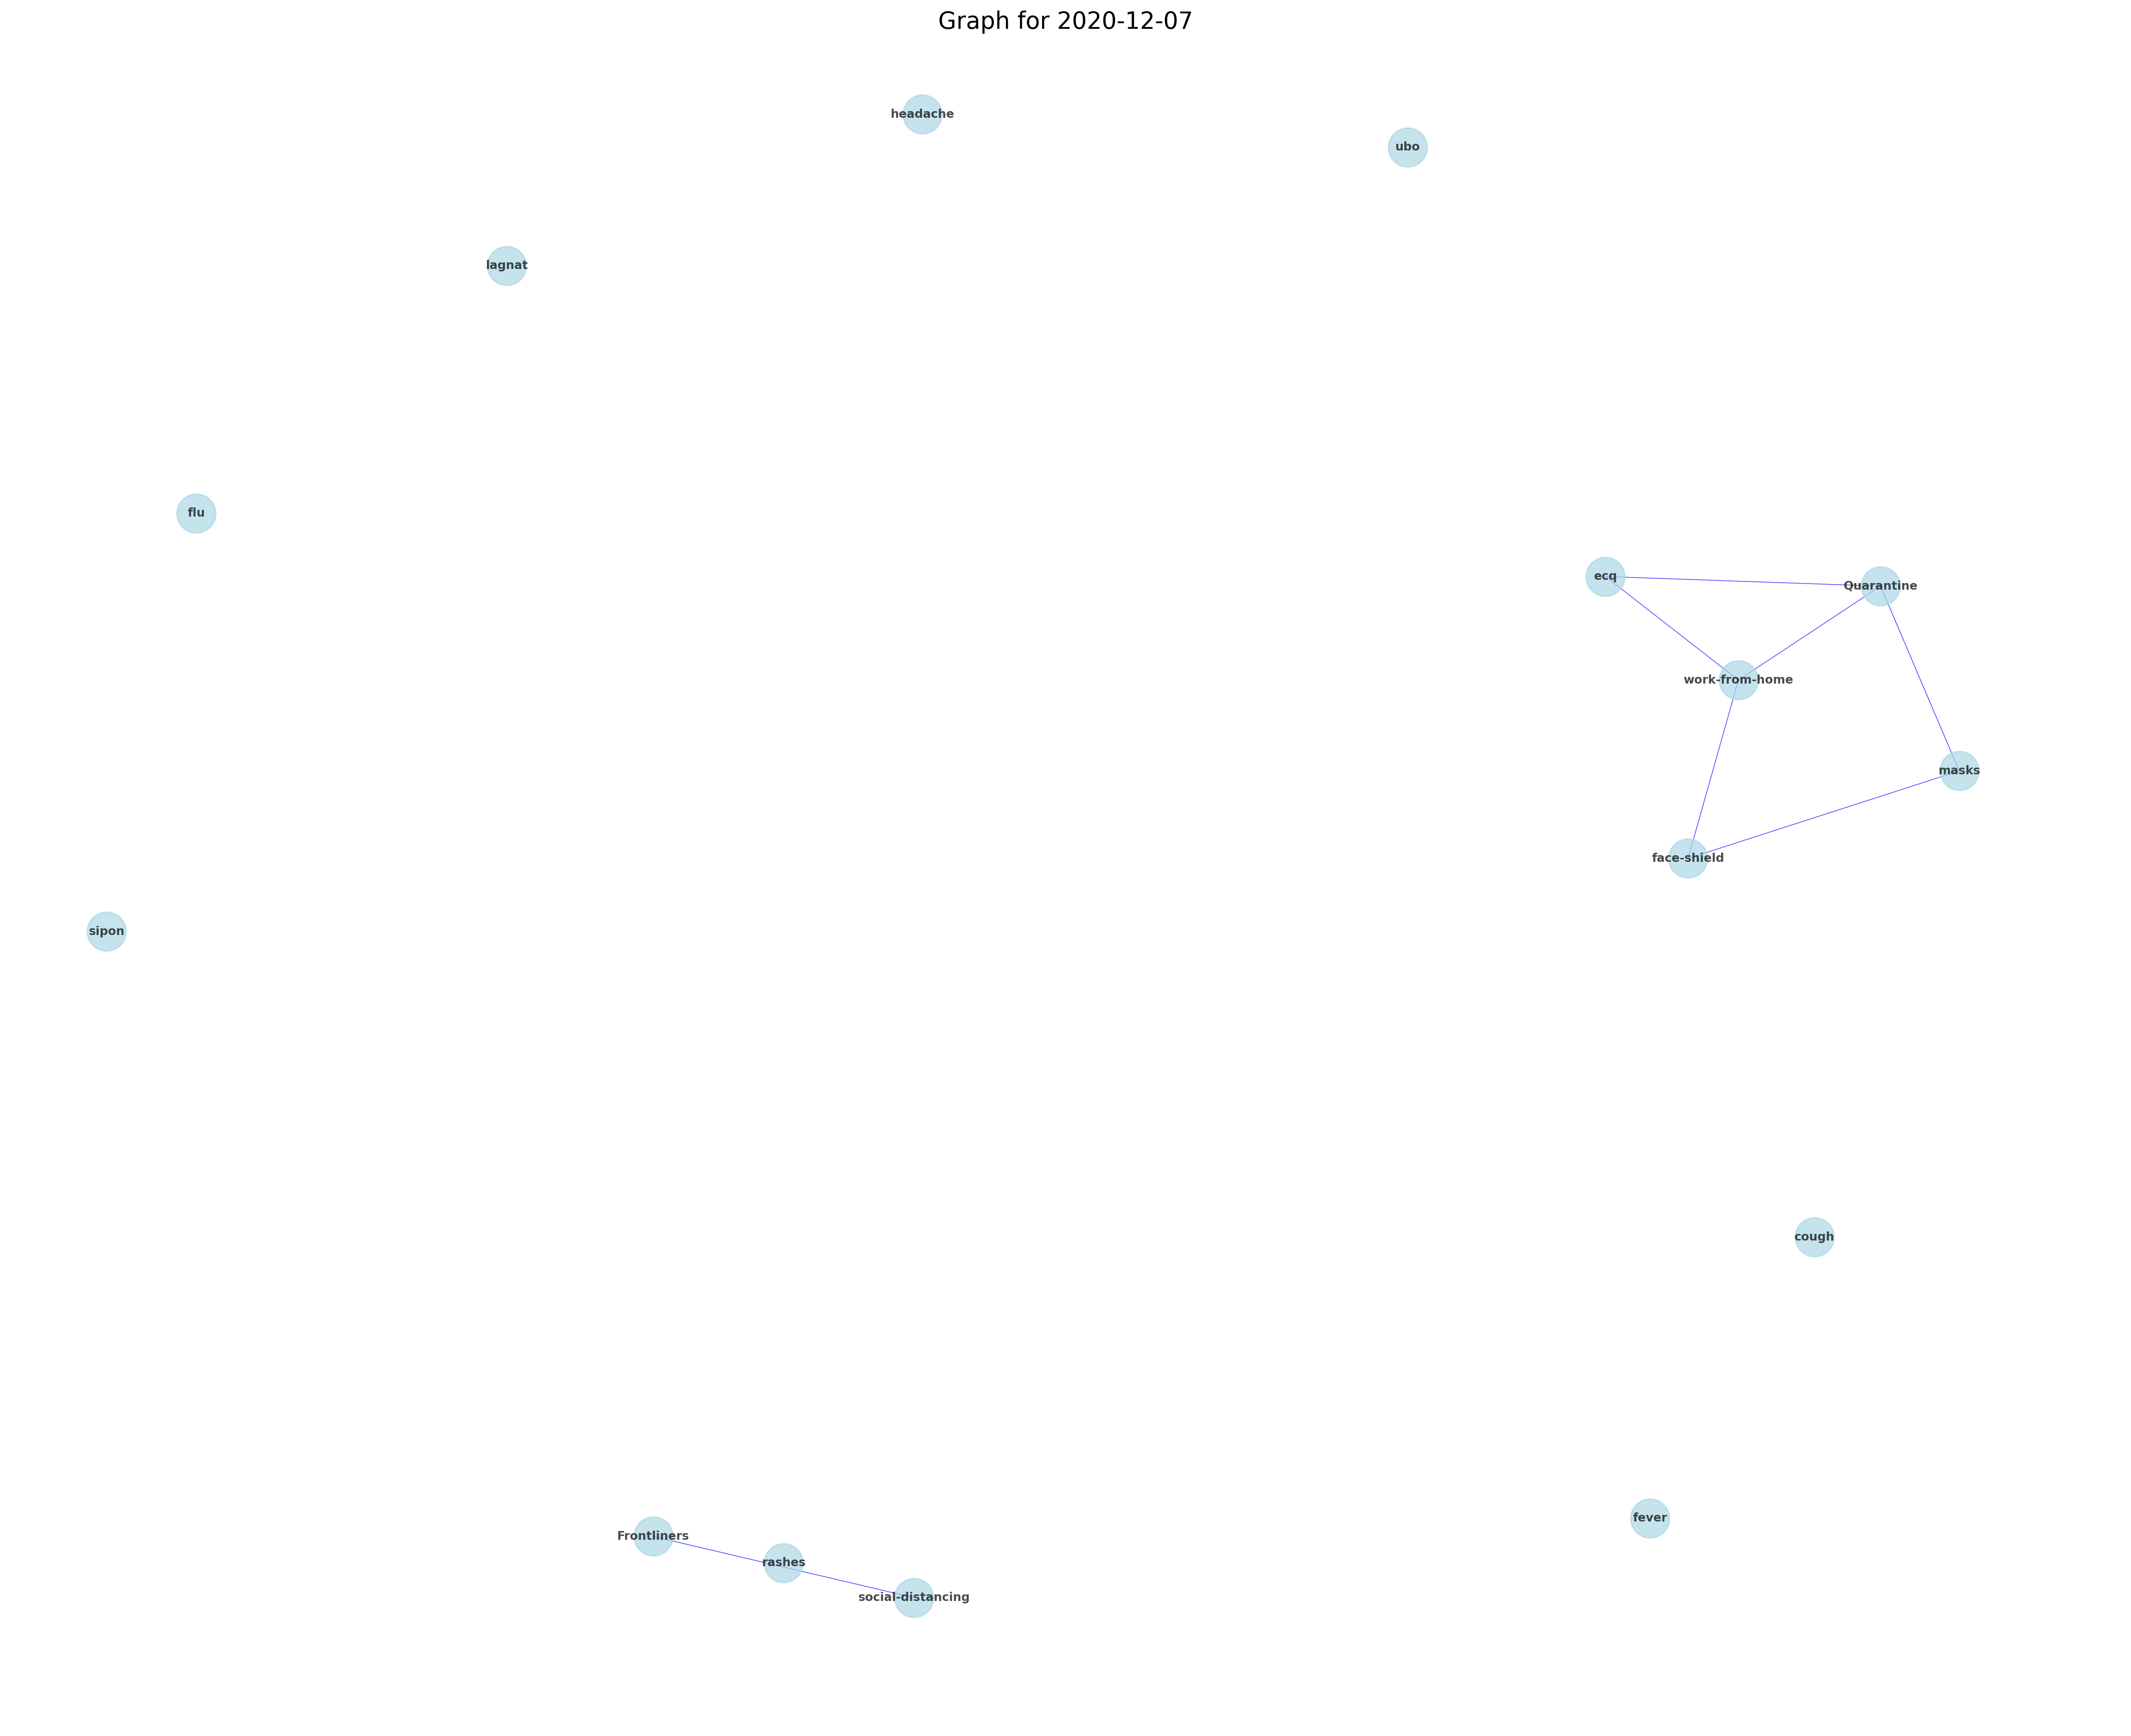 Graph for 2020-12-07
headache
ubo
lagnat
flu
ecq
Quarantine
work-from-home
masks
face-shield
sipon
cough
fever
Frontliners
rashes
social-distancing